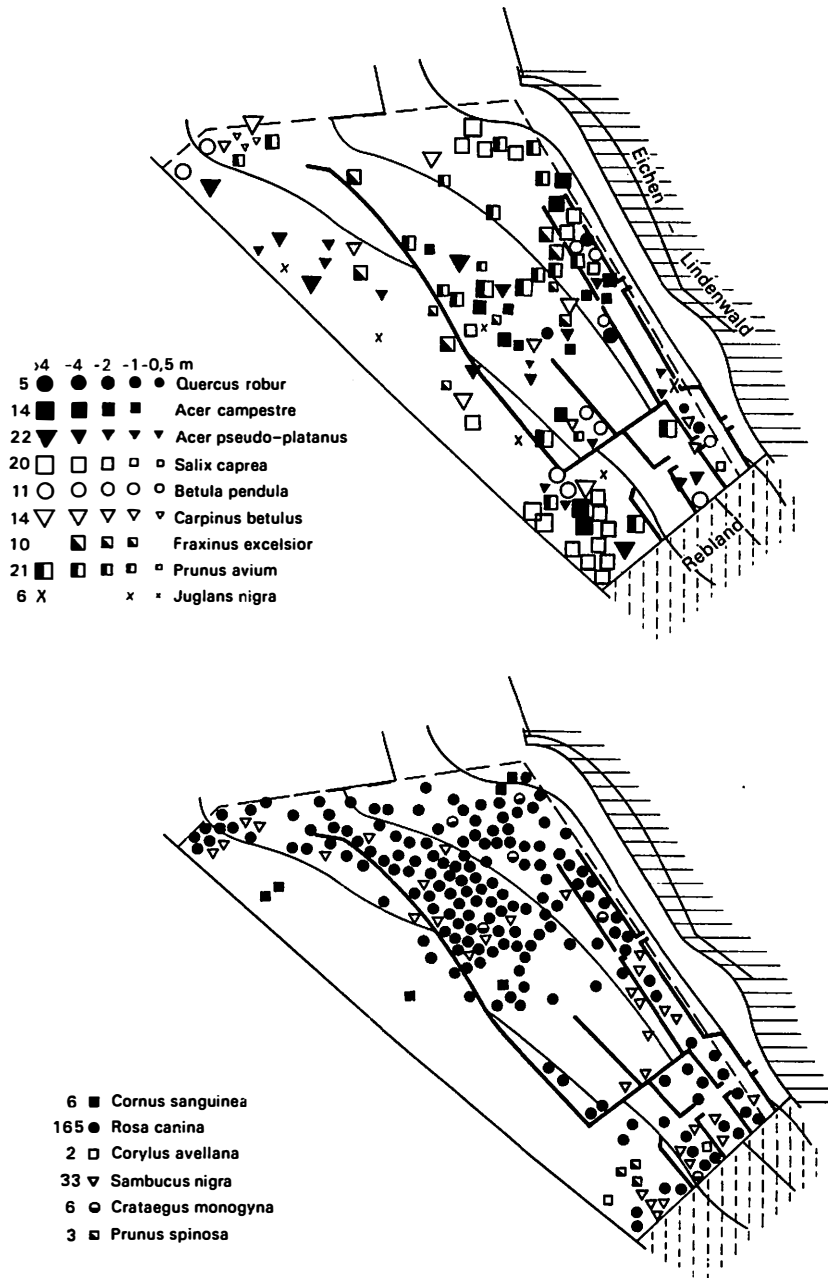 Eichen
Lindenwald
Rebland
>4 -4 -2 -1 -0,5 m
5 Quercus robur
14 Acer campestre
22 Acer pseudo-platanus
20 Salix caprea
11 Betula pendula
14 Carpinus betulus
10 Fraxinus excelsior
21 Prunus avium
6 Juglans nigra
6 Cornus sanguinea
165 Rosa canina
2 Corylus avellana
33 Sambucus nigra
6 Crataegus monogyna
3 Prunus spinosa